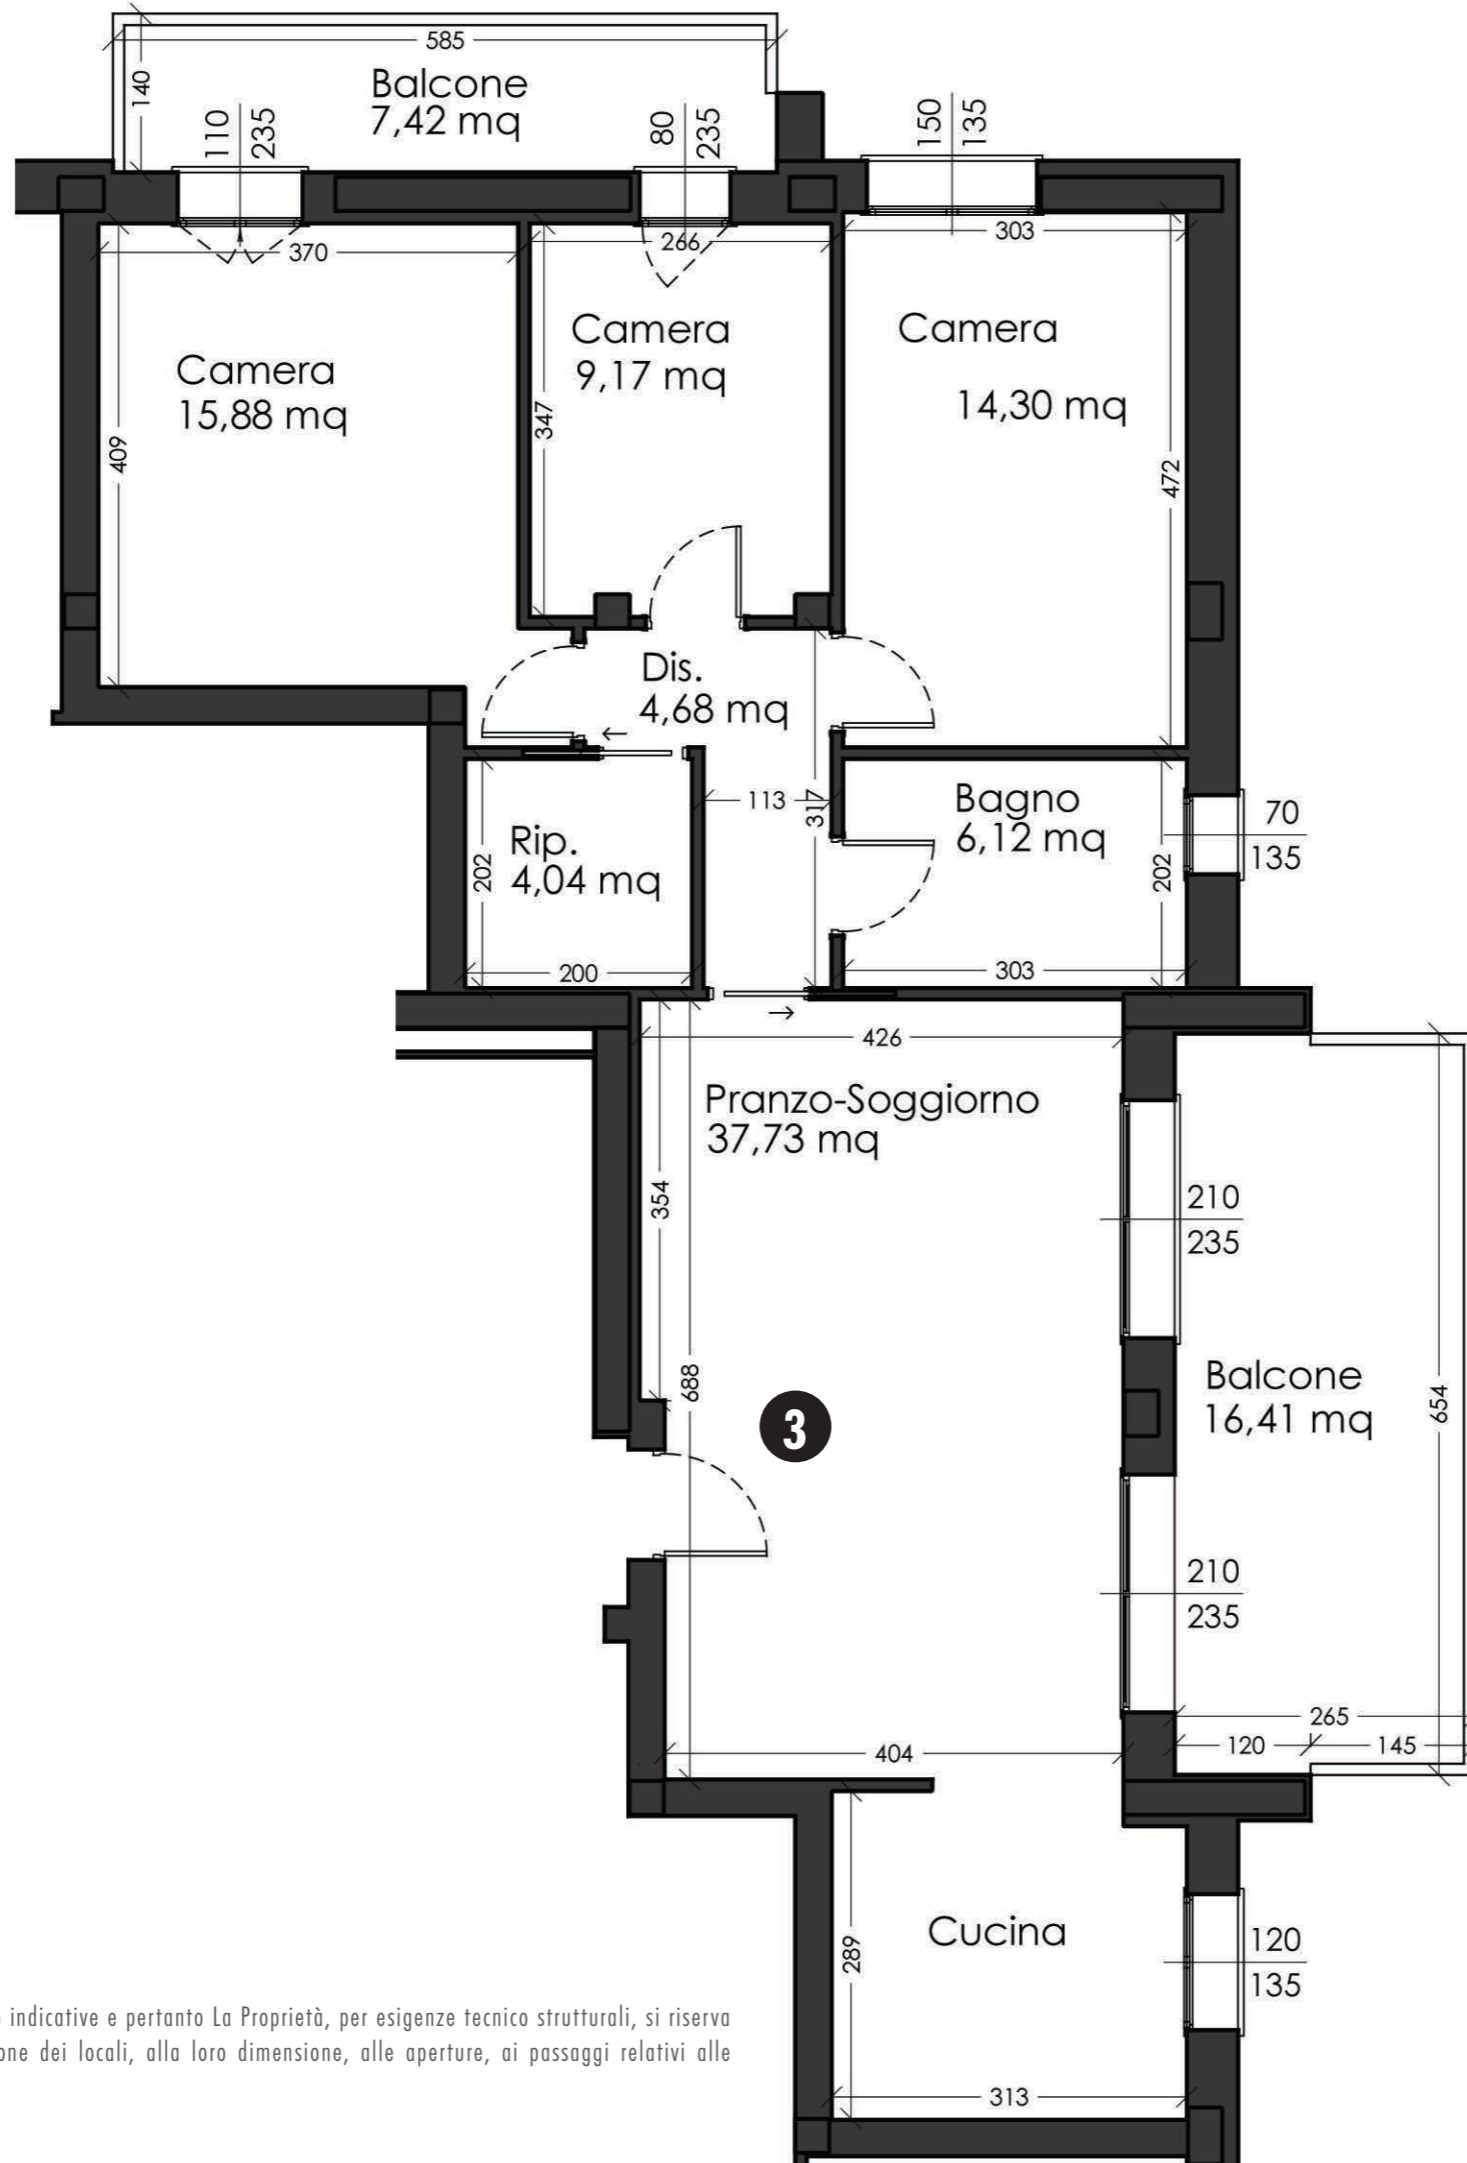 585
140
Balcone
7,42 mq
110
235
80
235
150
135
370
266
303
Camera
15,88 mq
409
Camera
9,17 mq
347
Camera
14,30 mq
472
Dis.
4,68 mq
113
317
Rip.
4,04 mq
202
200
Bagno
6,12 mq
202
303
70
135
426
Pranzo-Soggiorno
37,73 mq
354
688
3
210
235
Balcone
16,41 mq
654
210
235
265
120
145
404
Cucina
289
313
120
135
indicative e pertanto La Proprietà, per esigenze tecnico strutturali, si riserva
one dei locali, alla loro dimensione, alle aperture, ai passaggi relativi alle